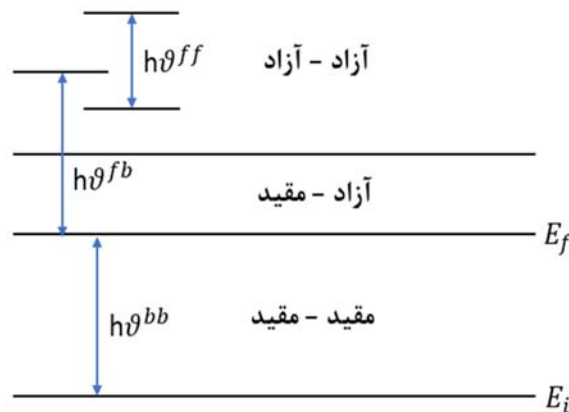 hϑ^{ff}
آزاد – آزاد
hϑ^{fb}
آزاد – مقید
E_f
hϑ^{bb}
مقید – مقید
E_i